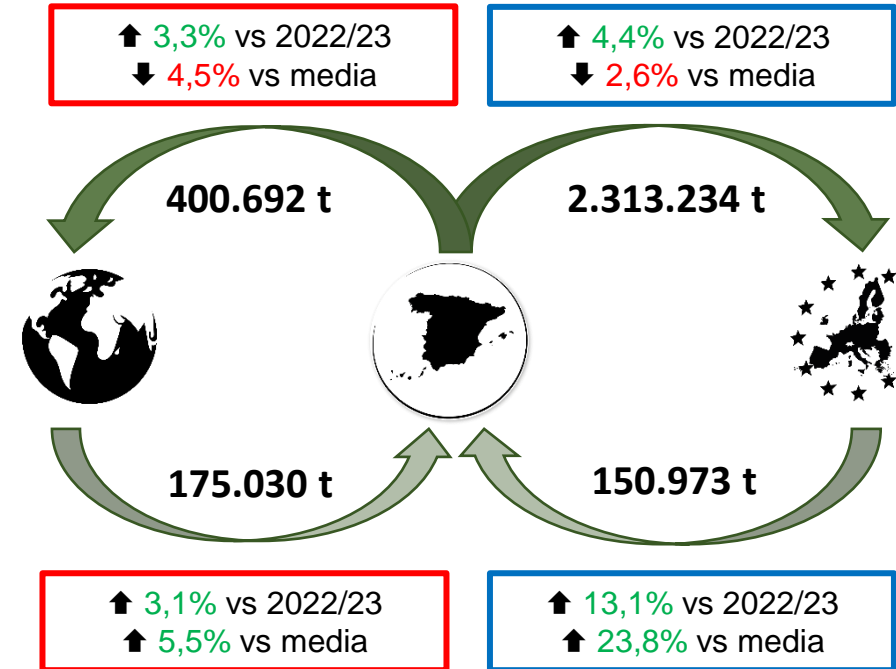 ⬆ 3,3% vs 2022/23
⬇ 4,5% vs media
⬆ 4,4% vs 2022/23
⬇ 2,6% vs media
400.692 t
2.313.234 t
175.030 t
150.973 t
⬆ 3,1% vs 2022/23
⬆ 5,5% vs media
⬆ 13,1% vs 2022/23
⬆ 23,8% vs media